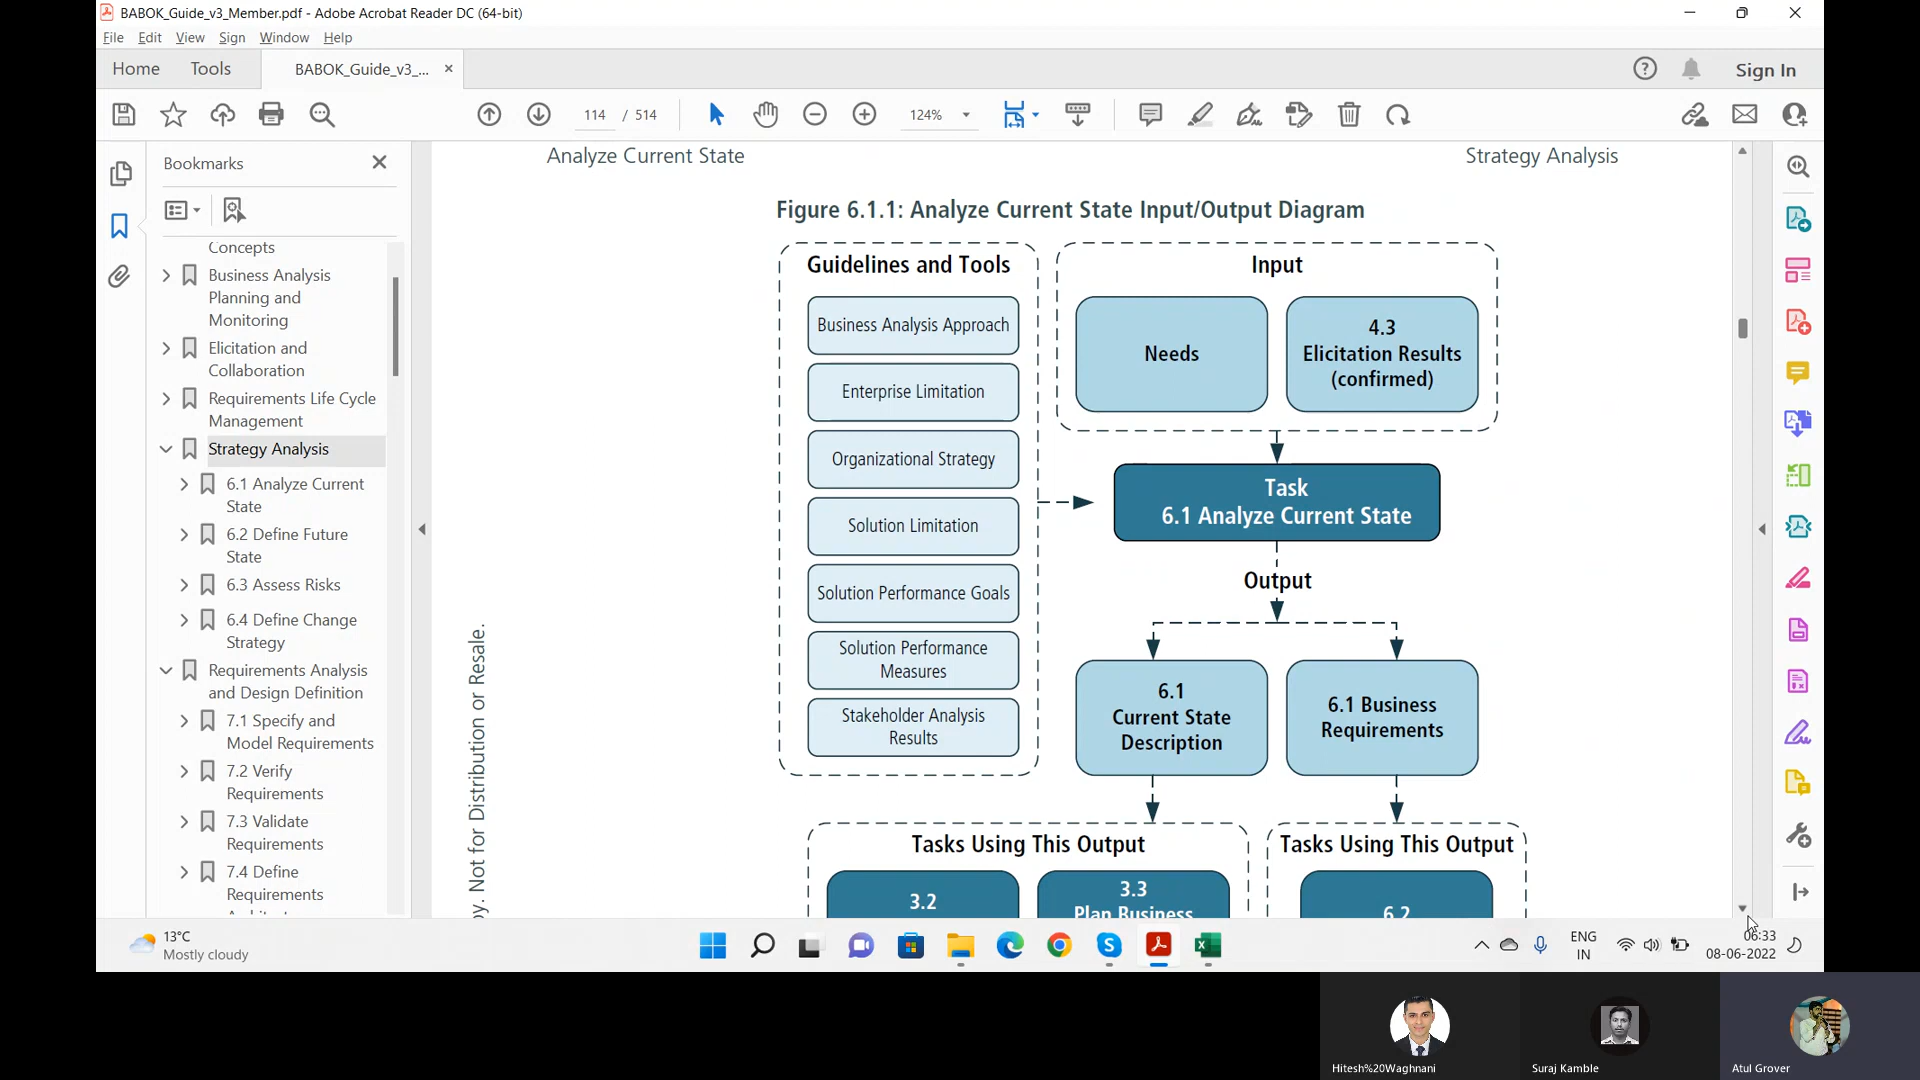 BABOK_Guide_v3_Member.pdf - Adobe Acrobat Reader DC (64-bit)
File Edit View Sign Window Help
Home Tools BABOK_Guide_v3_... × Sign In
114 / 514 124%
Bookmarks
Concepts
Business Analysis
Planning and
Monitoring
Elicitation and
Collaboration
Requirements Life Cycle
Management
Strategy Analysis
6.1 Analyze Current
State
6.2 Define Future
State
6.3 Assess Risks
6.4 Define Change
Strategy
Requirements Analysis
and Design Definition
7.1 Specify and
Model Requirements
7.2 Verify
Requirements
7.3 Validate
Requirements
7.4 Define
Requirements
Analyze Current State Strategy Analysis
Figure 6.1.1: Analyze Current State Input/Output Diagram
Guidelines and Tools
Business Analysis Approach
Enterprise Limitation
Organizational Strategy
Solution Limitation
Solution Performance Goals
Solution Performance
Measures
Stakeholder Analysis
Results
Input
Needs
4.3
Elicitation Results
(confirmed)
Task
6.1 Analyze Current State
Output
6.1
Current State
Description
6.1 Business
Requirements
Tasks Using This Output
3.2
3.3
Plan Business
Tasks Using This Output
6.2
py. Not for Distribution or Resale.
13°C
Mostly cloudy
ENG
IN
06:33
08-06-2022
Hitesh%20Waghnani
Suraj Kamble
Atul Grover